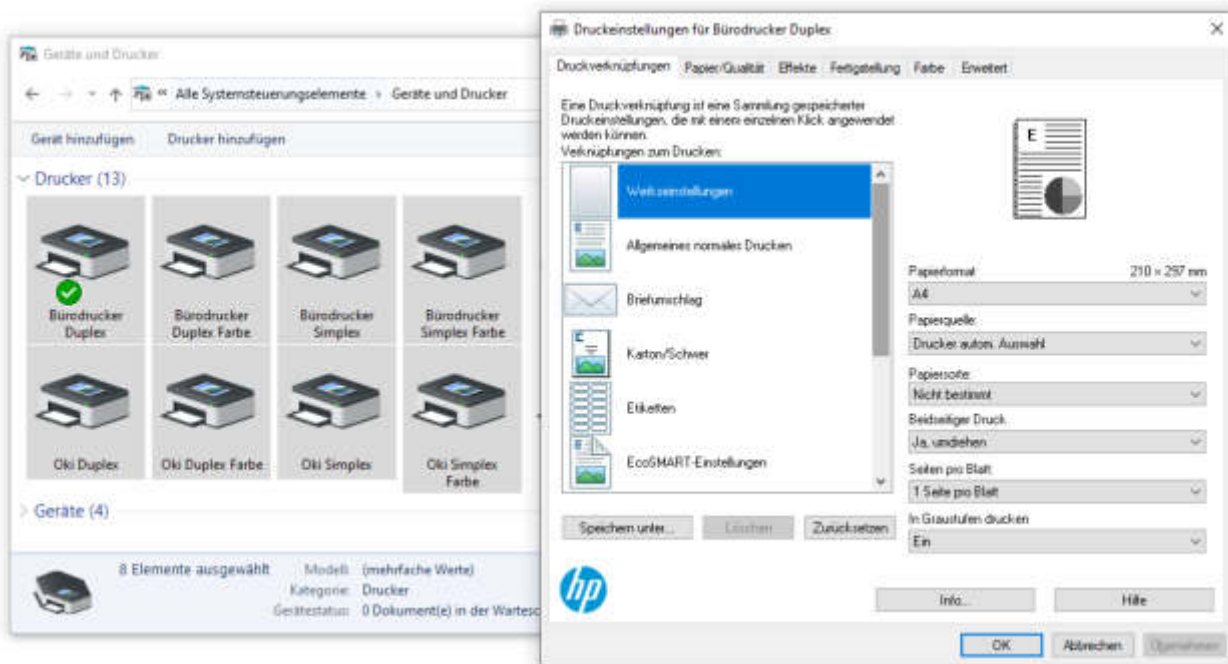 Geräte und Drucker
« Alle Systemsteuerungselemente › Geräte und Drucker
Gerät hinzufügen Drucker hinzufügen
Drucker (13)
Bürodrucker Duplex
Bürodrucker Duplex Farbe
Bürodrucker Simplex
Bürodrucker Simplex Farbe
Oki Duplex
Oki Duplex Farbe
Oki Simplex
Oki Simplex Farbe
Geräte (4)
8 Elemente ausgewählt
Modell: (mehrfache Werte)
Kategorie: Drucker
Gerätestatus: 0 Dokument(e) in der Wartesc
Druckeinstellungen für Bürodrucker Duplex
Druckverknüpfungen Papier/Qualität Effekte Fertigstellung Farbe Erweitert
Eine Druckverknüpfung ist eine Sammlung gespeicherter
Druckeinstellungen, die mit einem einzelnen Klick angewendet
werden können.
Verknüpfungen zum Drucken:
Werkseinstellungen
Allgemeines normales Drucken
Briefumschlag
Karton/Schwer
Etiketten
EcoSMART-Einstellungen
Speichern unter... Löschen Zurücksetzen
E
Papierformat: 210 × 297 mm
A4
Papierquelle:
Drucker autom. Auswahl
Papiersorte:
Nicht bestimmt
Beidseitiger Druck:
Ja, umdrehen
Seiten pro Blatt:
1 Seite pro Blatt
In Graustufen drucken:
Ein
hp
Info... Hilfe
OK Abbrechen Übernehmen